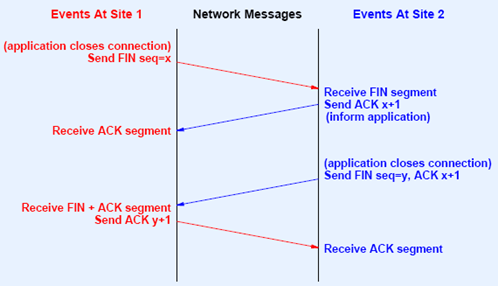 Events At Site 1
Network Messages
Events At Site 2
(application closes connection)
Send FIN seq=x
Receive FIN segment
Send ACK x+1
(inform application)
Receive ACK segment
(application closes connection)
Send FIN seq=y, ACK x+1
Receive FIN + ACK segment
Send ACK y+1
Receive ACK segment